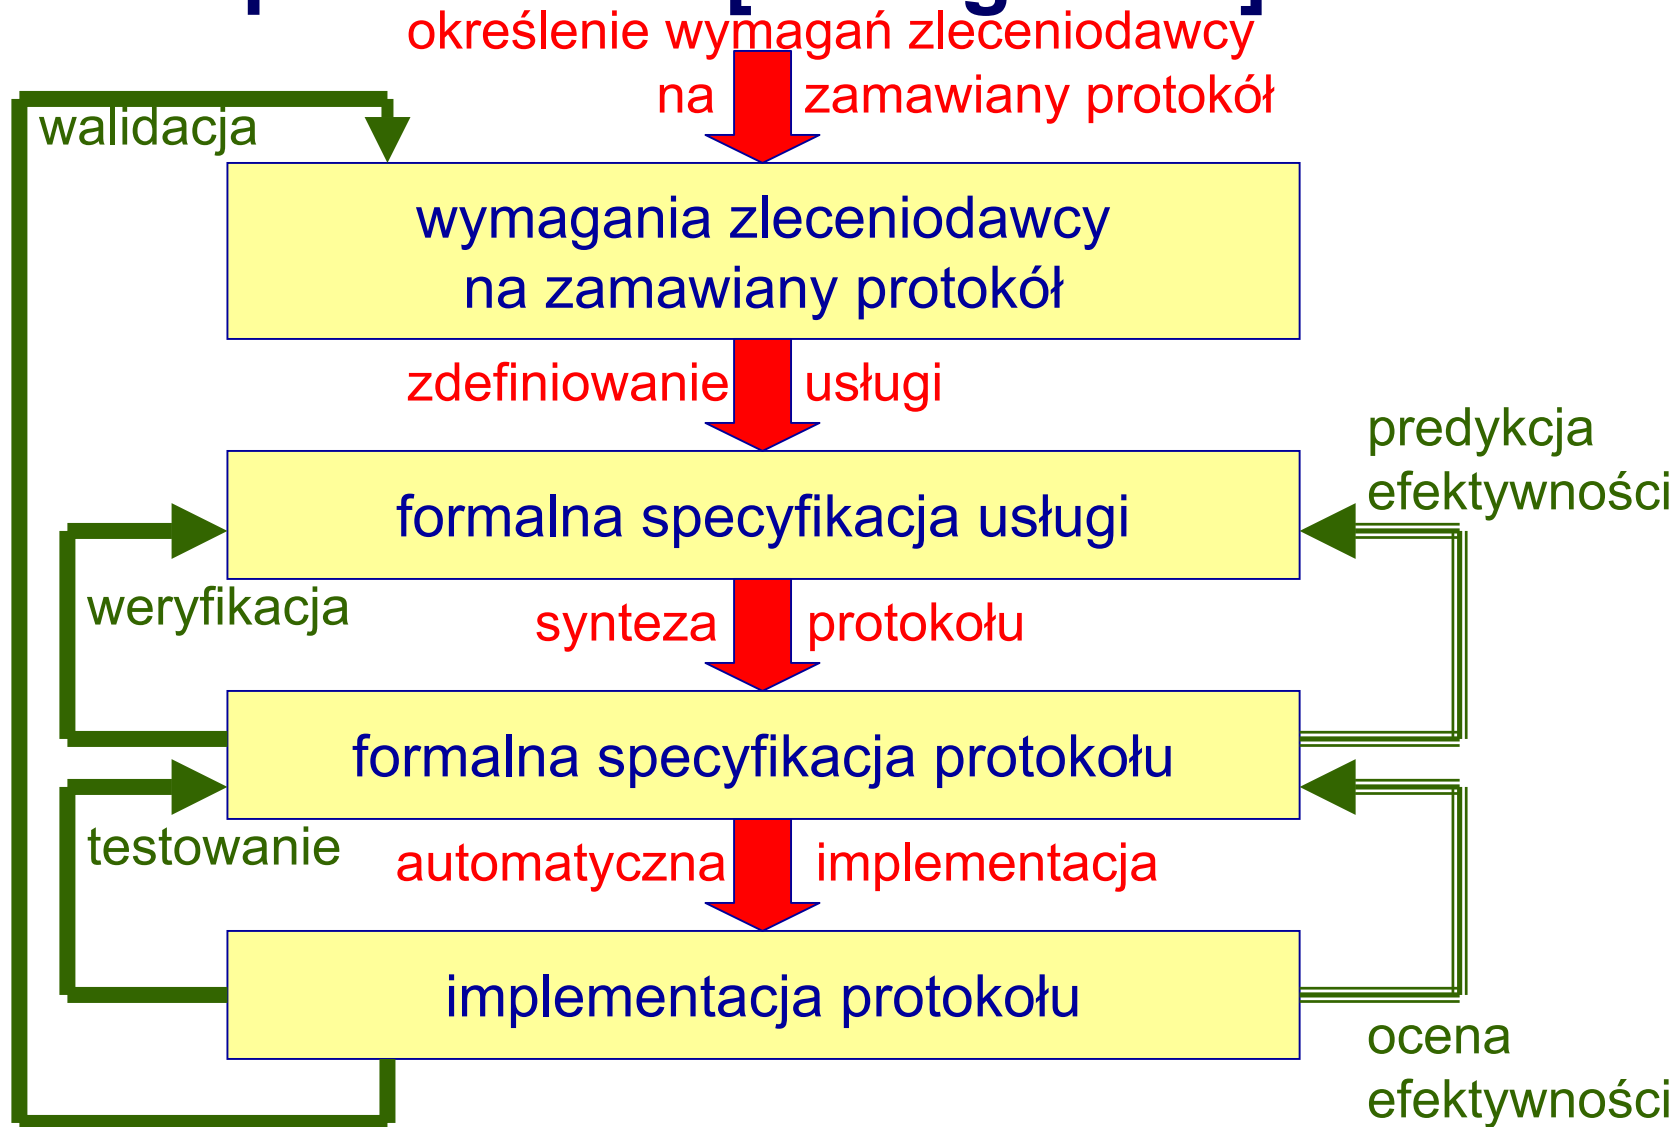 określenie wymagań zleceniodawcy
na zamawiany protokół
walidacja
wymagania zleceniodawcy
na zamawiany protokół
zdefiniowanie usługi
predykcja
efektywności
formalna specyfikacja usługi
weryfikacja
synteza protokołu
formalna specyfikacja protokołu
testowanie
automatyczna implementacja
implementacja protokołu
ocena
efektywności